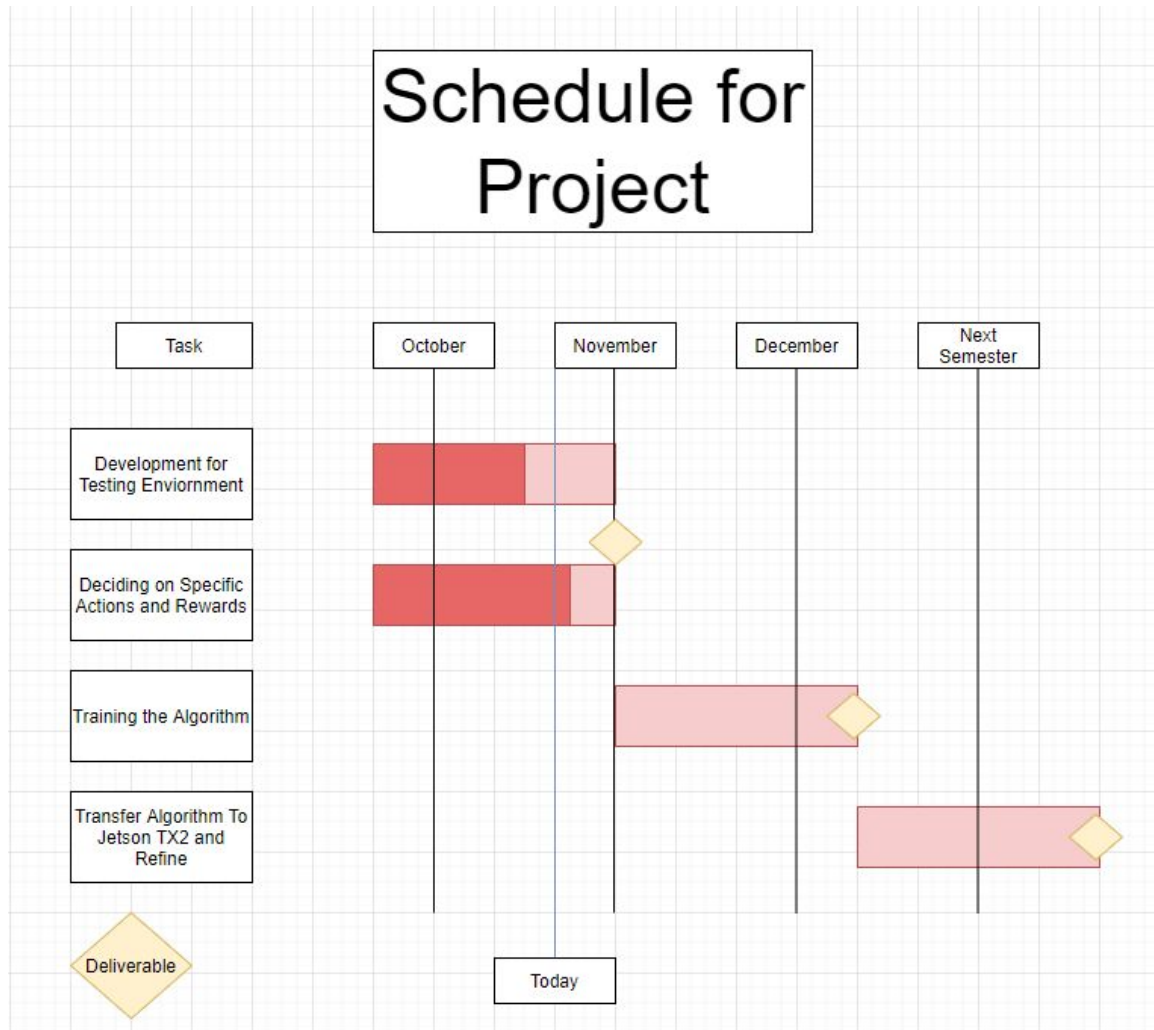 Schedule for
Project
Task
October
November
December
Next
Semester
Development for
Testing Enviornment
Deciding on Specific
Actions and Rewards
Training the Algorithm
Transfer Algorithm To
Jetson TX2 and
Refine
Deliverable
Today